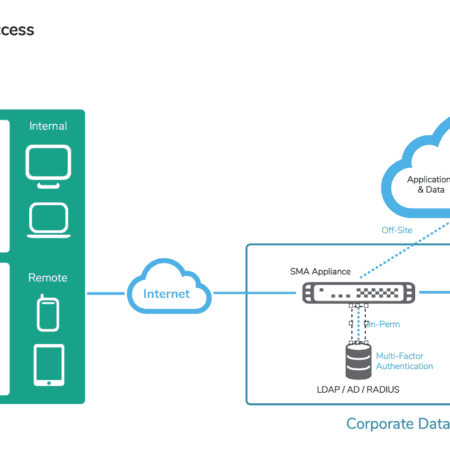 ccess
Internal
Remote
Internet
Application
& Data
Off-Site
SMA Appliance
On-Perm
Multi-Factor
Authentication
LDAP / AD / RADIUS
Corporate Data